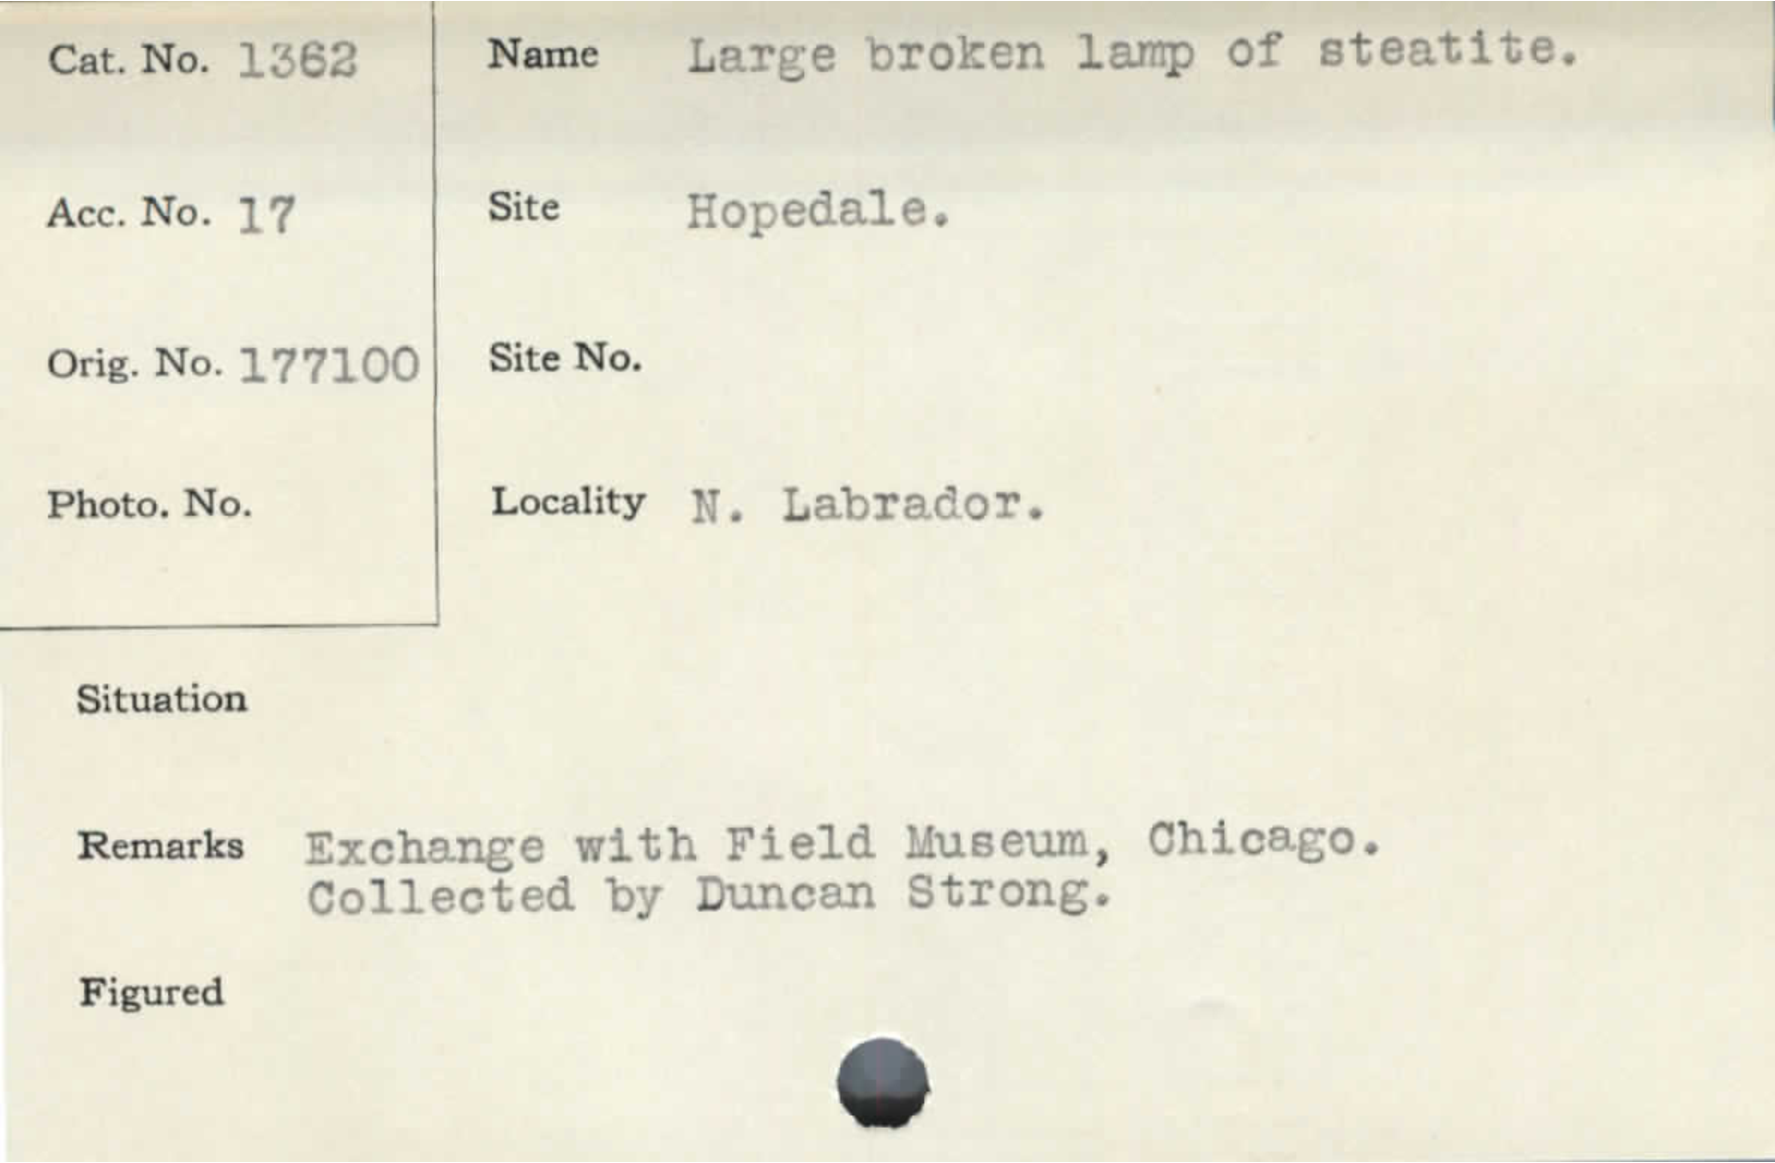 Cat. No. 1362
Name Large broken lamp of steatite.
Acc. No. 17
Site Hopedale.
Orig. No. 177100
Site No.
Photo. No.
Locality N. Labrador.
Situation
Remarks Exchange with Field Museum, Chicago.
Collected by Duncan Strong.
Figured